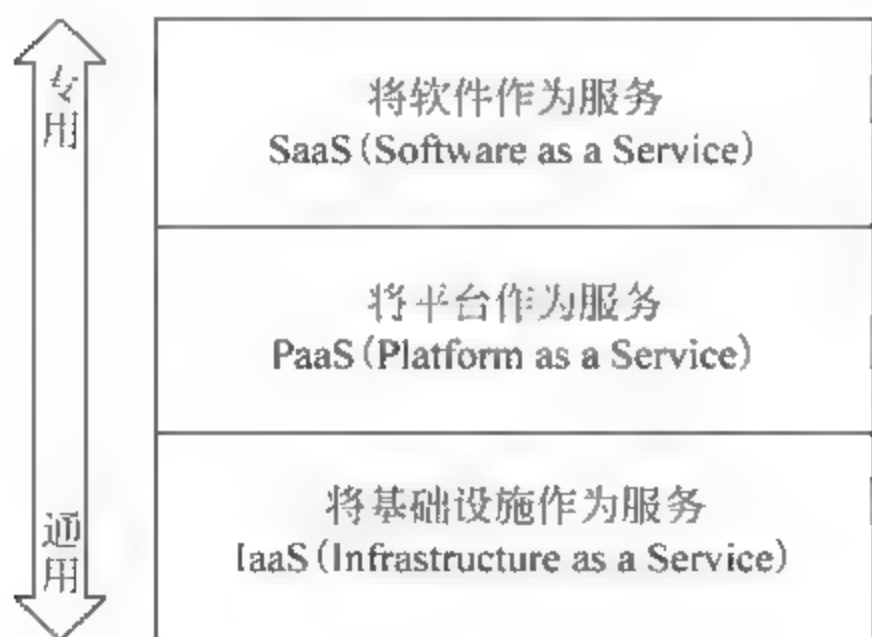 专用
将软件作为服务
SaaS(Software as a Service)
将平台作为服务
PaaS(Platform as a Service)
将基础设施作为服务
IaaS(Infrastructure as a Service)
通用